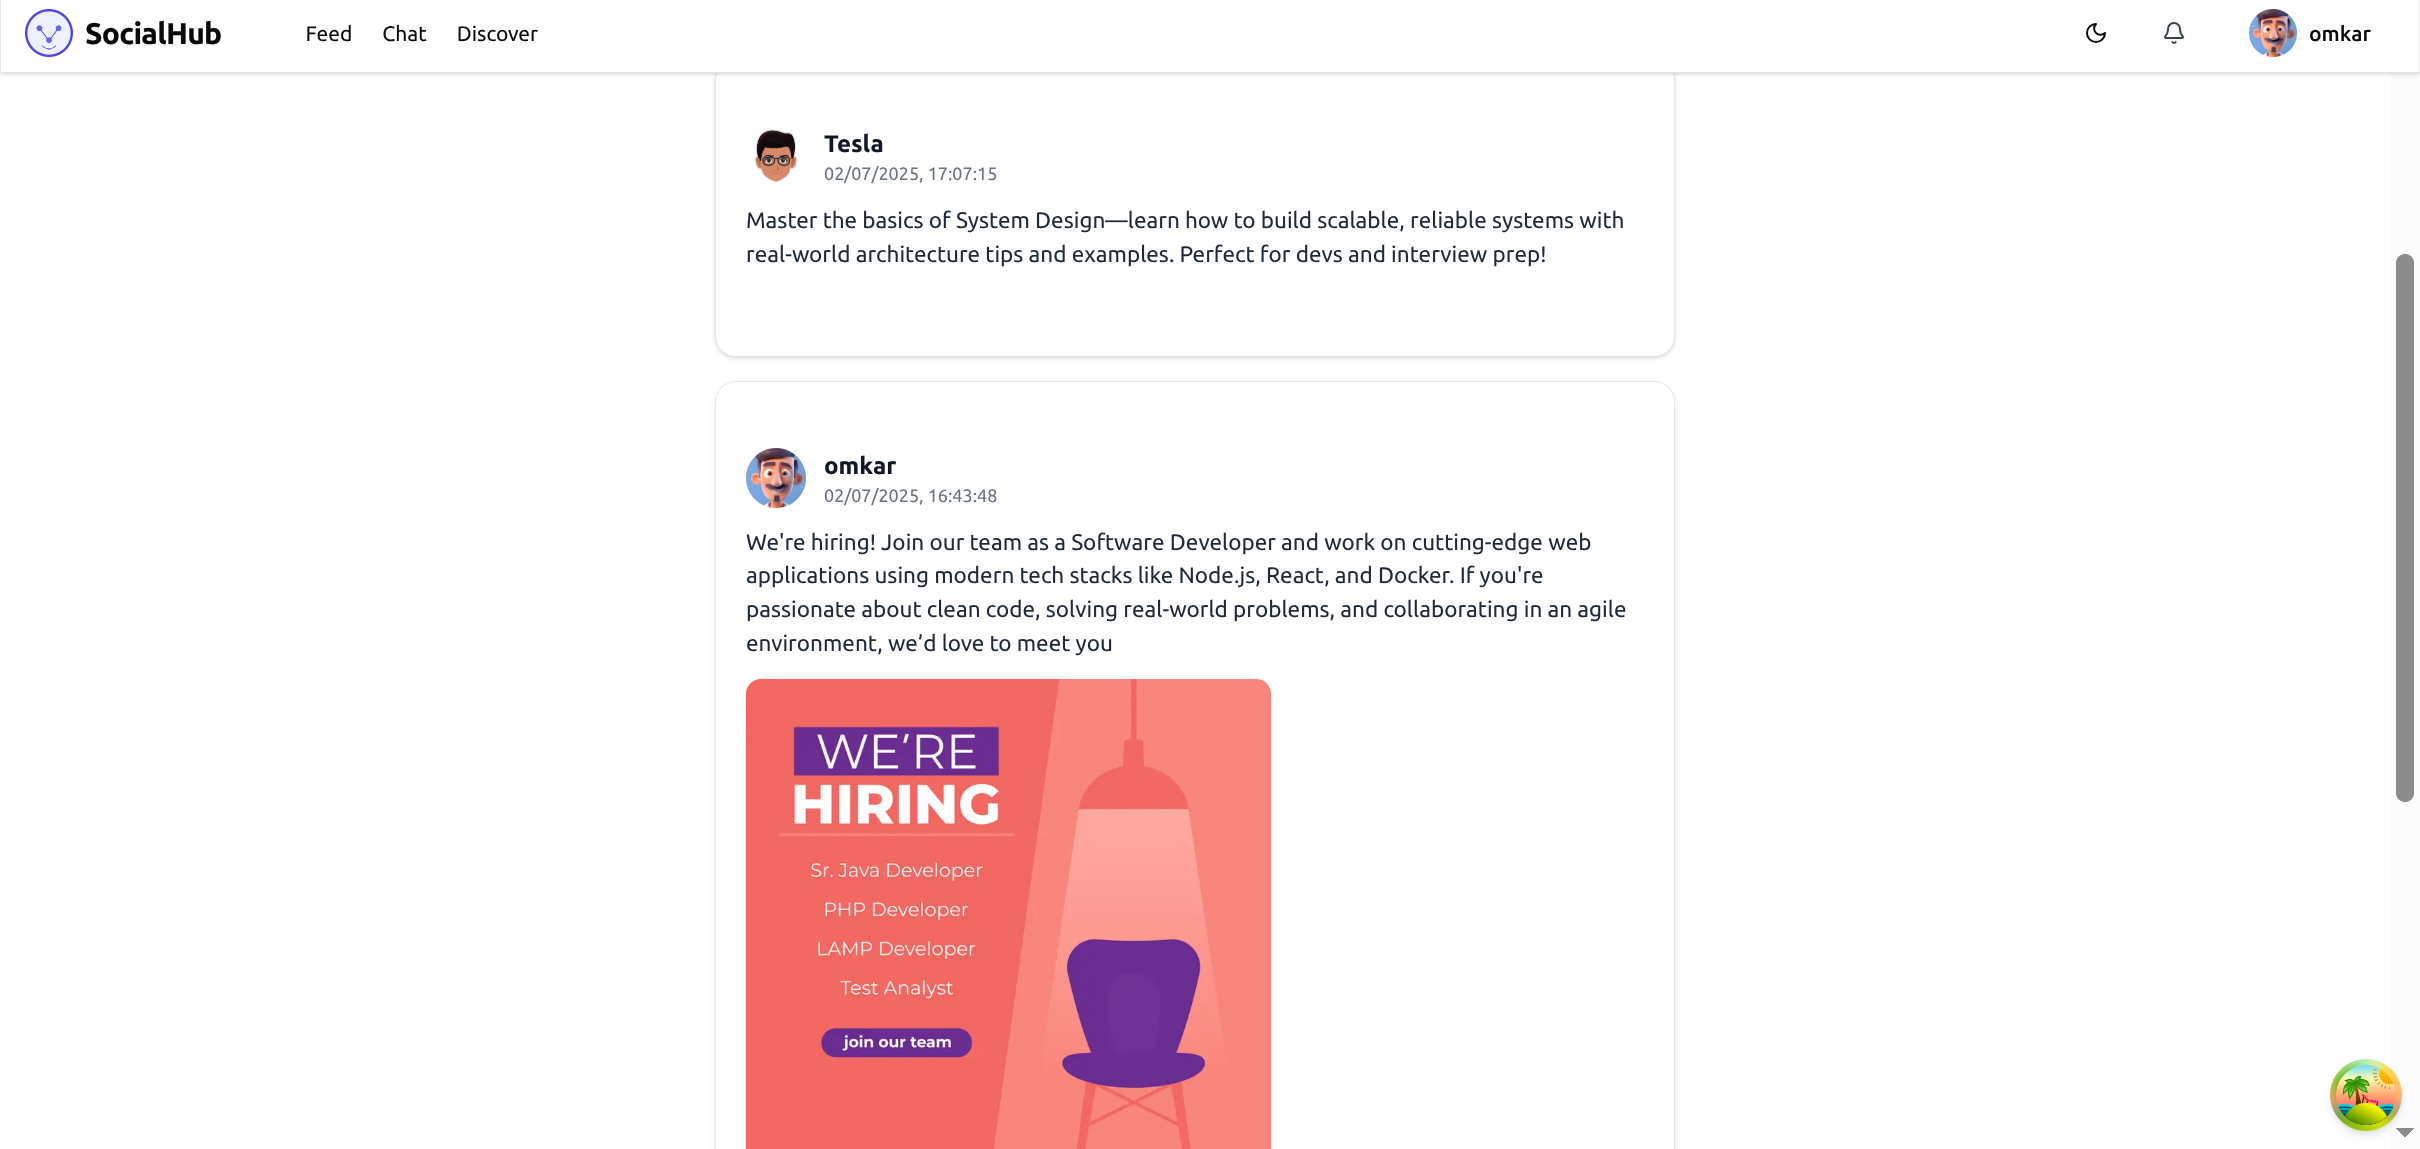 SocialHub
Feed Chat Discover
omkar
Tesla
02/07/2025, 17:07:15
Master the basics of System Design—learn how to build scalable, reliable systems with
real-world architecture tips and examples. Perfect for devs and interview prep!
omkar
02/07/2025, 16:43:48
We're hiring! Join our team as a Software Developer and work on cutting-edge web
applications using modern tech stacks like Node.js, React, and Docker. If you're
passionate about clean code, solving real-world problems, and collaborating in an agile
environment, we’d love to meet you
WE’RE
HIRING
Sr. Java Developer
PHP Developer
LAMP Developer
Test Analyst
join our team